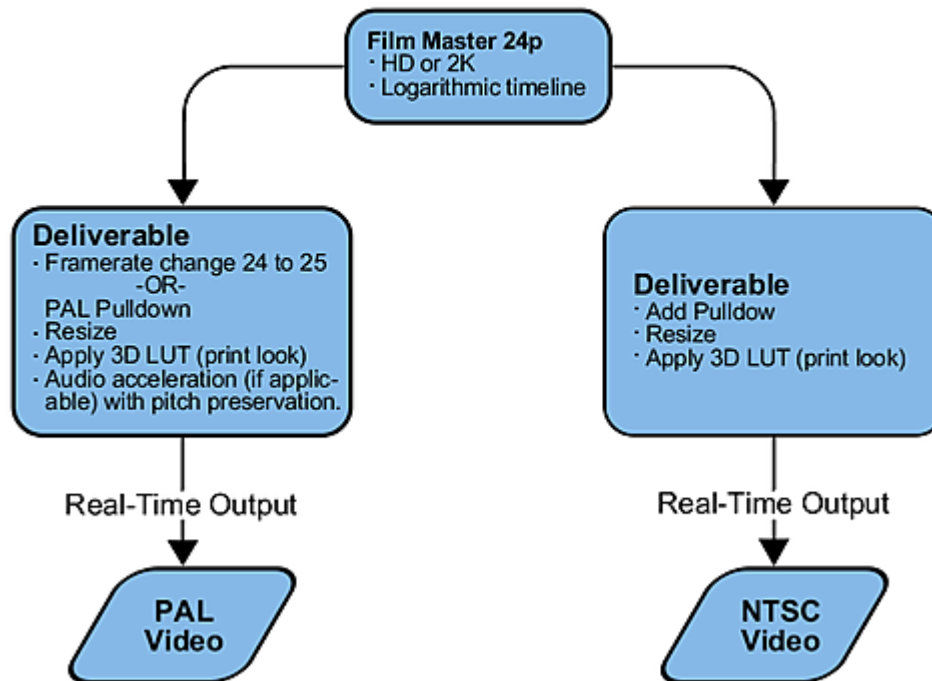 Film Master 24p
· HD or 2K
· Logarithmic timeline
Deliverable
· Framerate change 24 to 25
-OR-
PAL Pulldown
· Resize
· Apply 3D LUT (print look)
· Audio acceleration (if applic-
able) with pitch preservation.
Deliverable
· Add Pulldow
· Resize
· Apply 3D LUT (print look)
Real-Time Output
Real-Time Output
PAL
Video
NTSC
Video